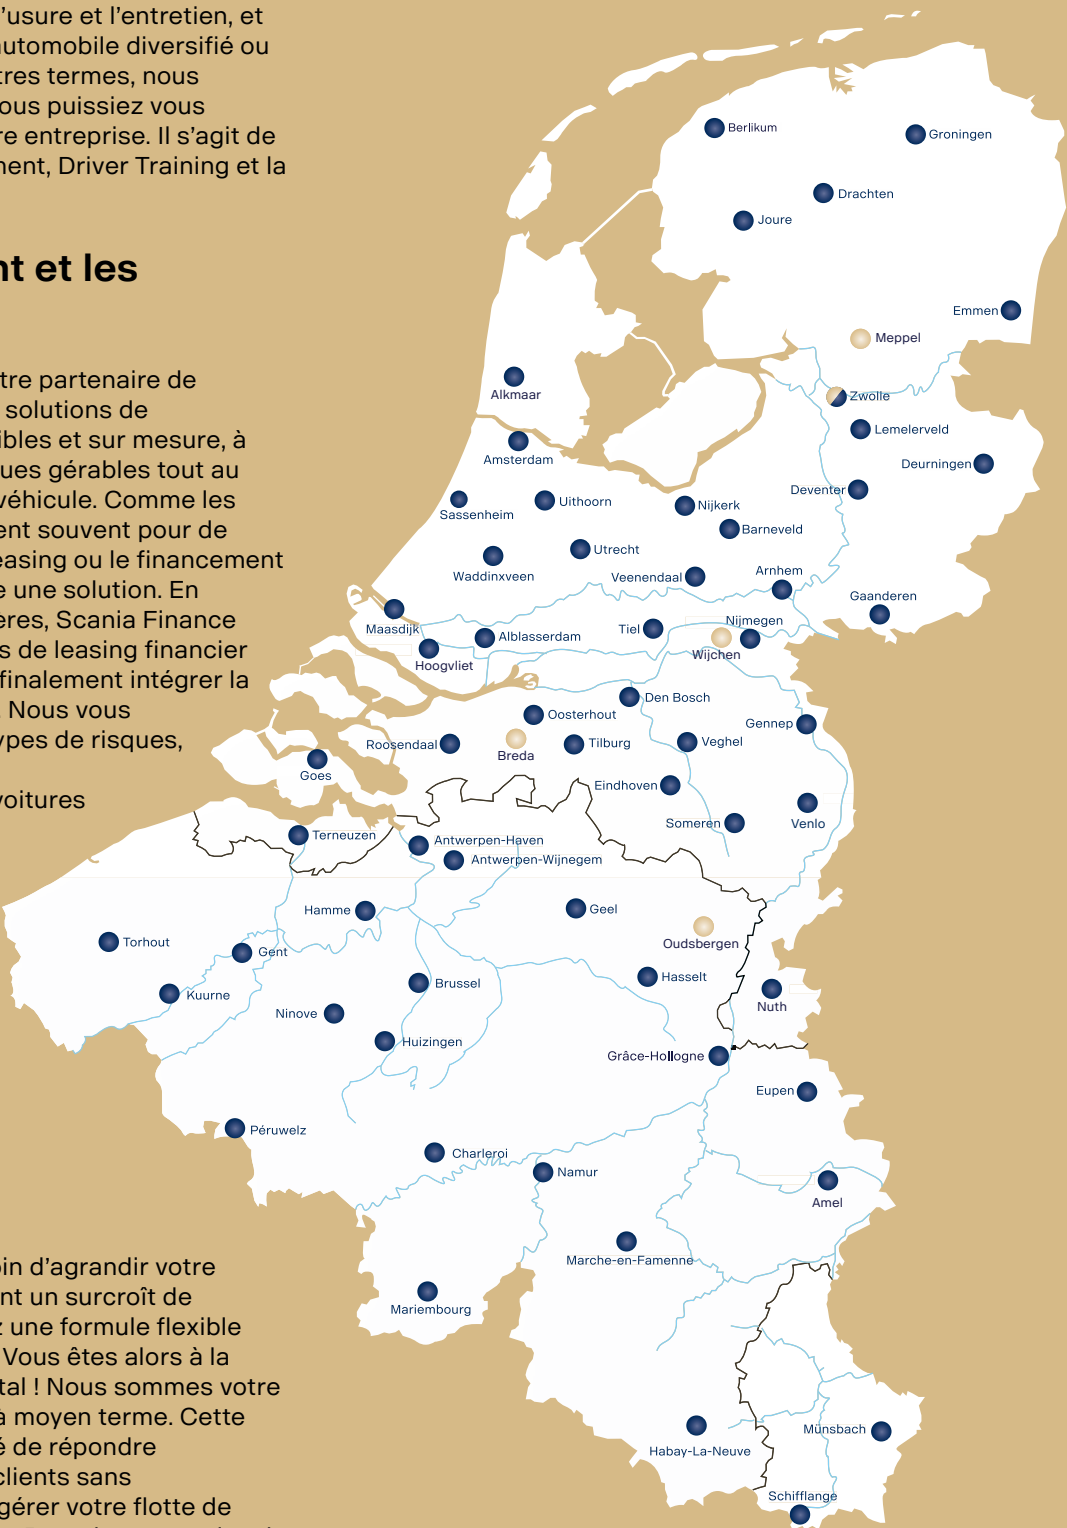 'usure et l'entretien, et
automobile diversifié ou
tres termes, nous
ous puissiez vous
re entreprise. Il s'agit de
ment, Driver Training et la
nt et les
tre partenaire de
solutions de
ibles et sur mesure, à
ques gérables tout au
véhicule. Comme les
ent souvent pour de
easing ou le financement
e une solution. En
ères, Scania Finance
s de leasing financier
finalement intégrer la
. Nous vous
ypes de risques,
voitures
oin d'agrandir votre
nt un surcroît de
z une formule flexible
Vous êtes alors à la
tal ! Nous sommes votre
à moyen terme. Cette
é de répondre
clients sans
gérer votre flotte de
Berlikum
Groningen
Drachten
Joure
Emmen
Meppel
Alkmaar
Zwolle
Lemelerveld
Amsterdam
Deurningen
Deventer
Sassenheim
Uithoorn
Nijkerk
Barneveld
Utrecht
Waddinxveen
Veenendaal
Arnhem
Gaanderen
Maasdijk
Alblasserdam
Tiel
Nijmegen
Hoogvliet
Wijchen
Den Bosch
Oosterhout
Gennep
Roosendaal
Breda
Tilburg
Veghel
Goes
Eindhoven
Someren
Venlo
Terneuzen
Antwerpen-Haven
Antwerpen-Wijnegem
Hamme
Geel
Torhout
Gent
Oudsbergen
Brussel
Hasselt
Kuurne
Nuth
Ninove
Huizingen
Grâce-Hollogne
Eupen
Péruwelz
Charleroi
Namur
Amel
Marche-en-Famenne
Mariembourg
Münsbach
Habay-La-Neuve
Schifflange